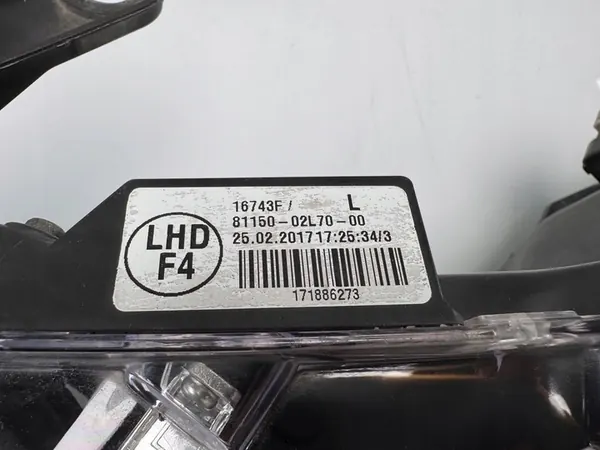 16743F / L
81150-02L70-00
25.02.2017 17:25:34/3
LHD
F4
171886273